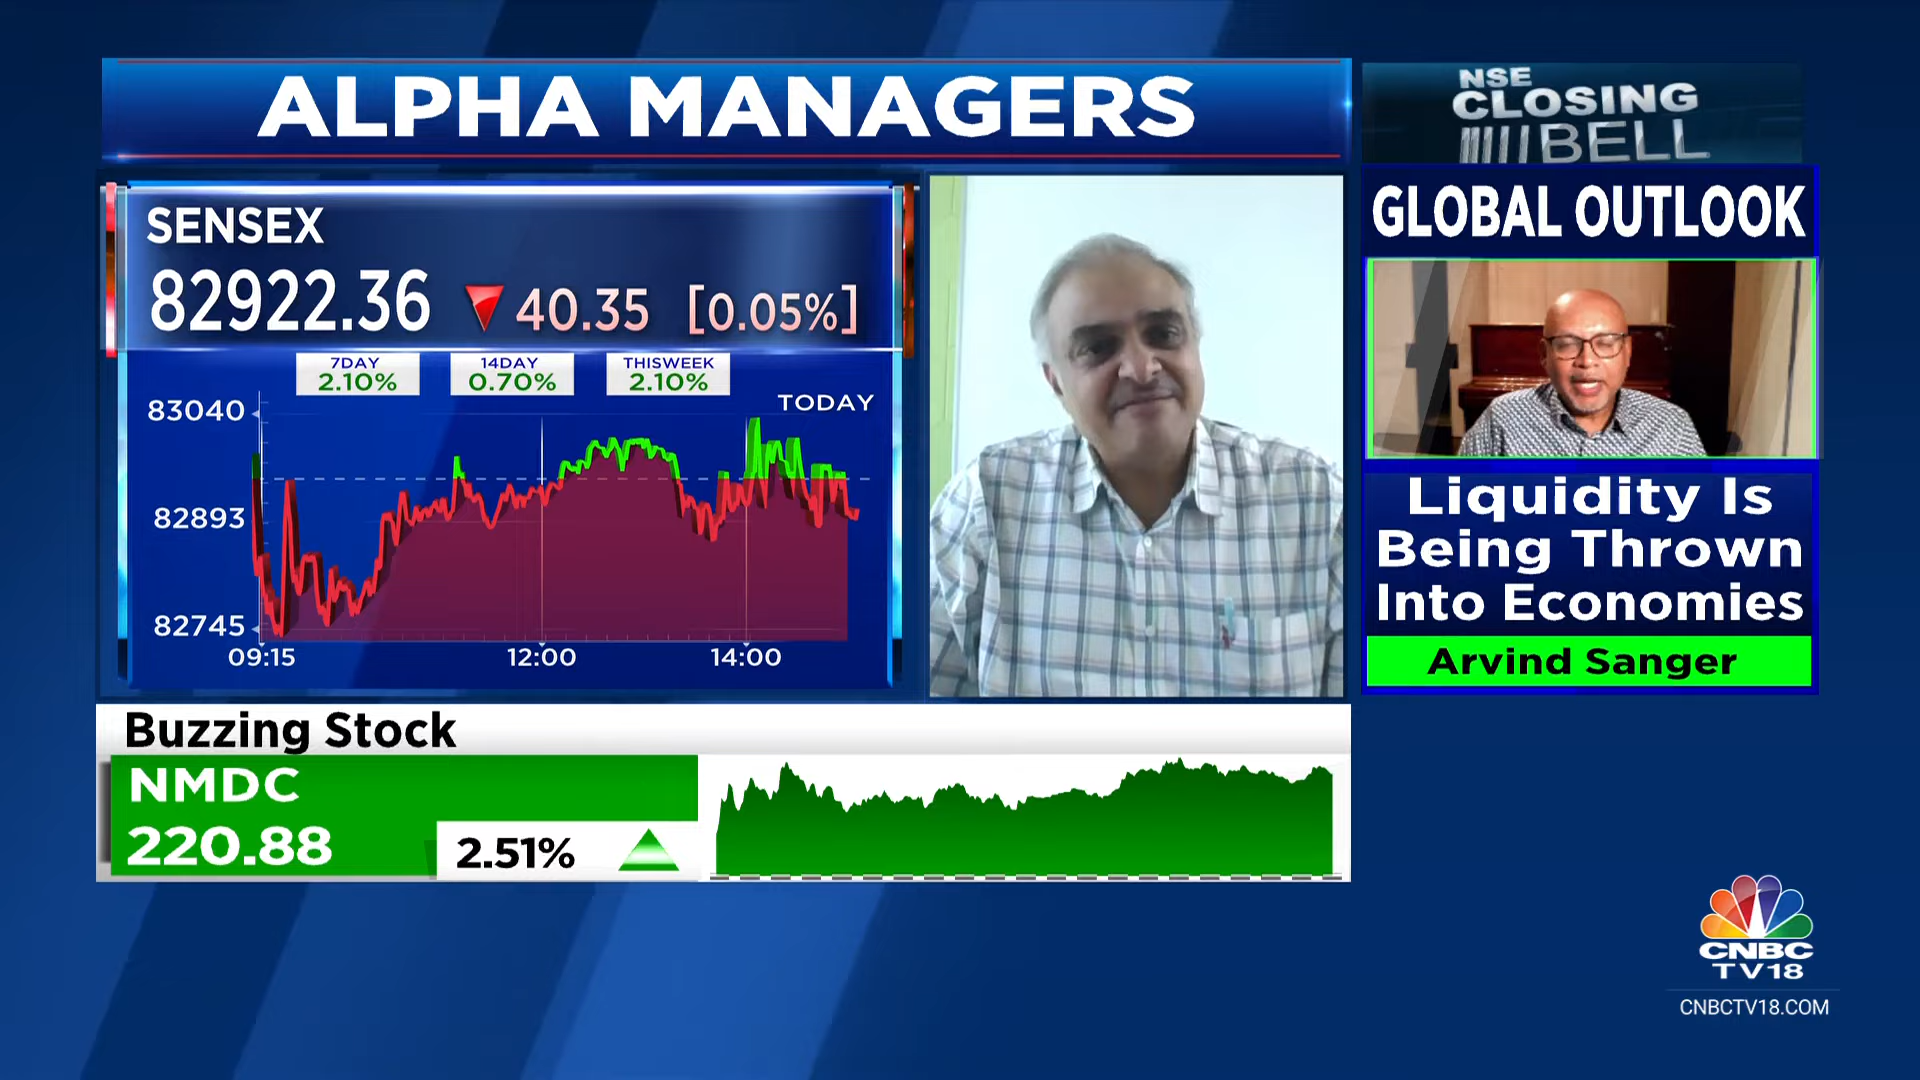 ALPHA MANAGERS
SENSEX
82922.36 ▼ 40.35 [0.05%]
7DAY
2.10%
14DAY
0.70%
THISWEEK
2.10%
TODAY
83040
82893
82745
09:15 12:00 14:00
Buzzing Stock
NMDC
220.88
2.51%
NSE
CLOSING
BELL
GLOBAL OUTLOOK
Liquidity Is
Being Thrown
Into Economies
Arvind Sanger
CNBC
TV18
CNBCTV18.COM